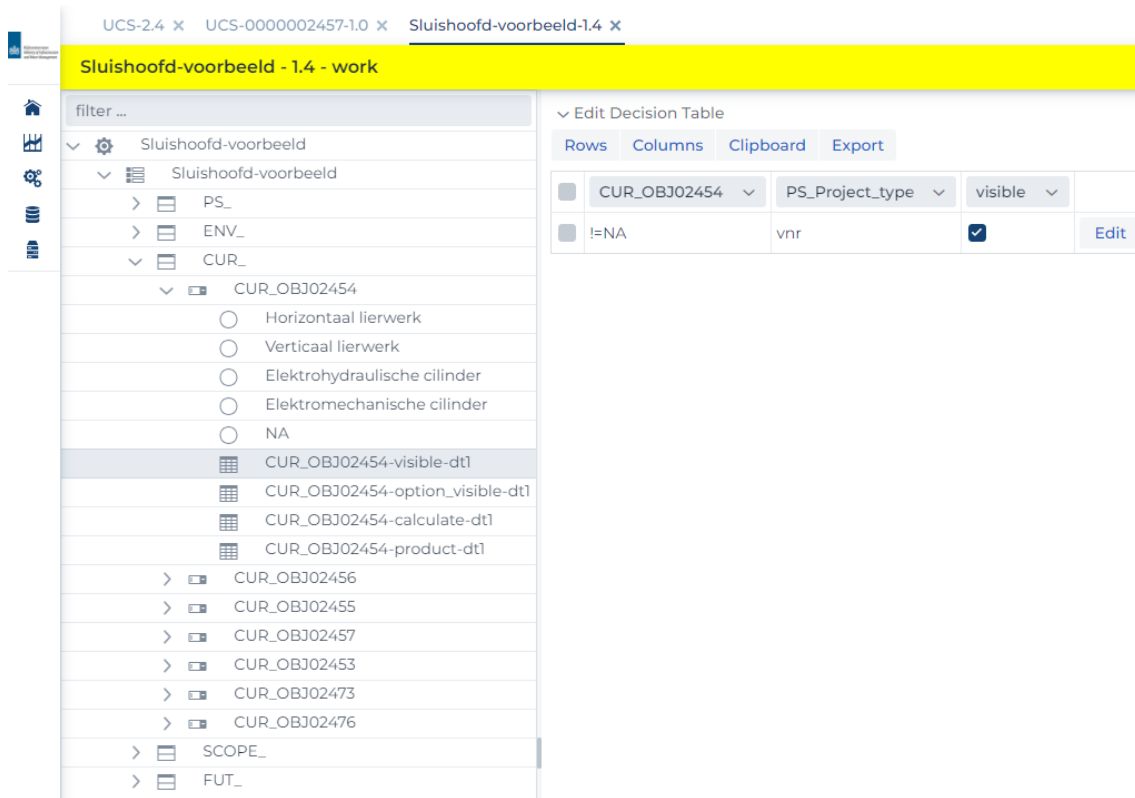 UCS-2.4 × UCS-0000002457-1.0 × Sluishoofd-voorbeeld-1.4 ×
Sluishoofd-voorbeeld - 1.4 - work
filter ...
Sluishoofd-voorbeeld
Sluishoofd-voorbeeld
PS_
ENV_
CUR_
CUR_OBJ02454
Horizontaal lierwerk
Verticaal lierwerk
Elektrohydraulische cilinder
Elektromechanische cilinder
NA
CUR_OBJ02454-visible-dt1
CUR_OBJ02454-option_visible-dt1
CUR_OBJ02454-calculate-dt1
CUR_OBJ02454-product-dt1
CUR_OBJ02456
CUR_OBJ02455
CUR_OBJ02457
CUR_OBJ02453
CUR_OBJ02473
CUR_OBJ02476
SCOPE_
FUT_
Edit Decision Table
Rows Columns Clipboard Export
CUR_OBJ02454 PS_Project_type visible
!=NA vnr Edit